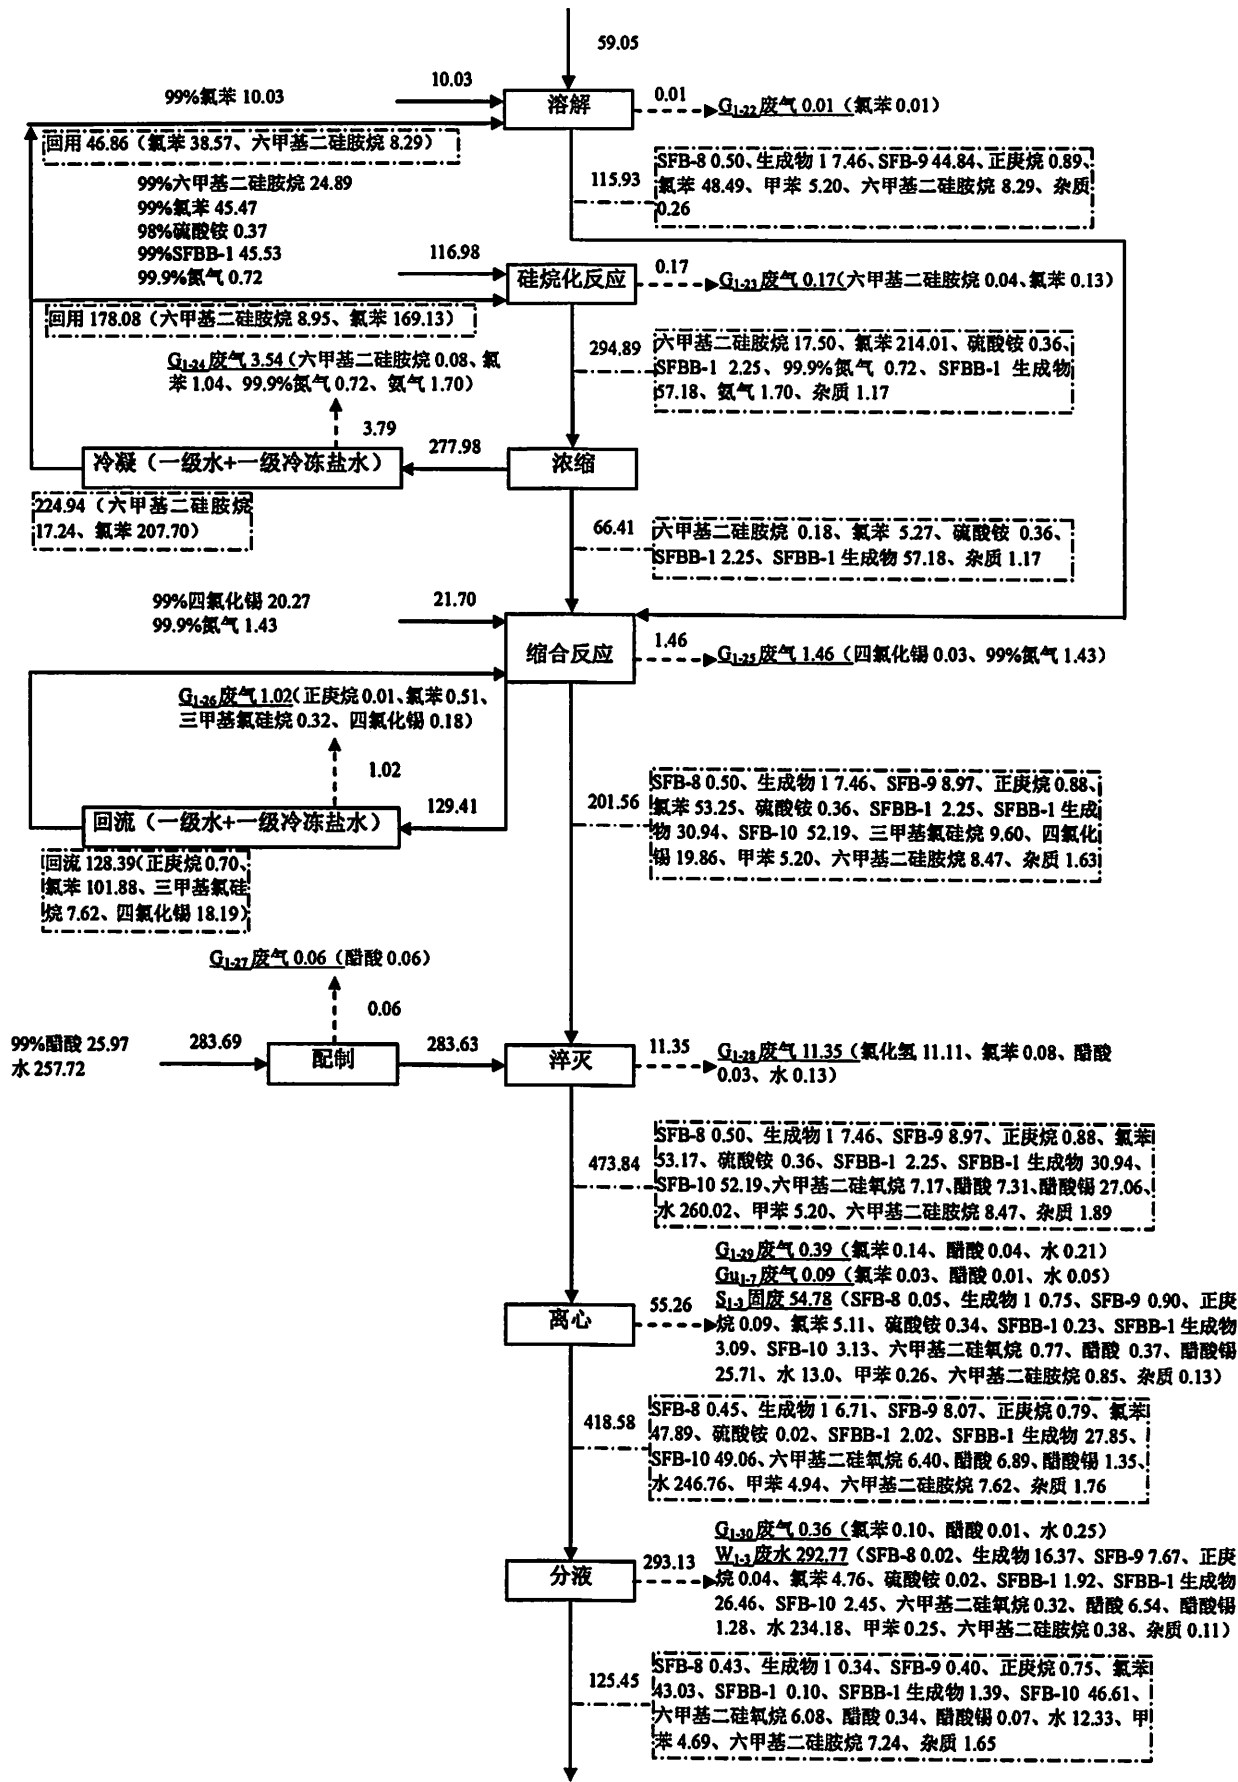 59.05
99%氯苯 10.03
10.03
溶解
0.01
G1-22废气 0.01（氯苯 0.01）
回用 46.86（氯苯 38.57、六甲基二硅胺烷 8.29）
115.93
SFB-8 0.50、生成物 1 7.46、SFB-9 44.84、正庚烷 0.89、
氯苯 48.49、甲苯 5.20、六甲基二硅胺烷 8.29、杂质
0.26
99%六甲基二硅胺烷 24.89
99%氯苯 45.47
98%硫酸铵 0.37
99%SFBB-1 45.53
99.9%氮气 0.72
116.98
硅烷化反应
0.17
G1-23废气 0.17（六甲基二硅胺烷 0.04、氯苯 0.13）
回用 178.08（六甲基二硅胺烷 8.95、氯苯 169.13）
294.89
六甲基二硅胺烷 17.50、氯苯 214.01、硫酸铵 0.36、
SFBB-1 2.25、99.9%氮气 0.72、SFBB-1 生成物
57.18、氨气 1.70、杂质 1.17
G1-24废气 3.54（六甲基二硅胺烷 0.08、氯
苯 1.04、99.9%氮气 0.72、氨气 1.70）
3.79
冷凝（一级水+一级冷冻盐水）
277.98
浓缩
224.94（六甲基二硅胺烷
17.24、氯苯 207.70）
66.41
六甲基二硅胺烷 0.18、氯苯 5.27、硫酸铵 0.36、
SFBB-1 2.25、SFBB-1 生成物 57.18、杂质 1.17
99%四氯化锡 20.27
99.9%氮气 1.43
21.70
缩合反应
1.46
G1-25废气 1.46（四氯化锡 0.03、99%氮气 1.43）
G1-26废气 1.02（正庚烷 0.01、氯苯 0.51、
三甲基氯硅烷 0.32、四氯化锡 0.18）
1.02
回流（一级水+一级冷冻盐水）
129.41
回流 128.39（正庚烷 0.70、
氯苯 101.88、三甲基氯硅
烷 7.62、四氯化锡 18.19）
201.56
SFB-8 0.50、生成物 1 7.46、SFB-9 8.97、正庚烷 0.88、
氯苯 53.25、硫酸铵 0.36、SFBB-1 2.25、SFBB-1 生成
物 30.94、SFB-10 52.19、三甲基氯硅烷 9.60、四氯化
锡 19.86、甲苯 5.20、六甲基二硅胺烷 8.47、杂质 1.63
G1-27废气 0.06（醋酸 0.06）
0.06
99%醋酸 25.97
水 257.72
283.69
配制
283.63
淬灭
11.35
G1-28废气 11.35（氯化氢 11.11、氯苯 0.08、醋酸
0.03、水 0.13）
473.84
SFB-8 0.50、生成物 1 7.46、SFB-9 8.97、正庚烷 0.88、氯苯
53.17、硫酸铵 0.36、SFBB-1 2.25、SFBB-1 生成物 30.94、
SFB-10 52.19、六甲基二硅氧烷 7.17、醋酸 7.31、醋酸锡 27.06、
水 260.02、甲苯 5.20、六甲基二硅胺烷 8.47、杂质 1.89
G1-29废气 0.39（氯苯 0.14、醋酸 0.04、水 0.21）
Gu1-7废气 0.09（氯苯 0.03、醋酸 0.01、水 0.05）
离心
55.26
S1-3固废 54.78（SFB-8 0.05、生成物 1 0.75、SFB-9 0.90、正庚
烷 0.09、氯苯 5.11、硫酸铵 0.34、SFBB-1 0.23、SFBB-1 生成物
3.09、SFB-10 3.13、六甲基二硅氧烷 0.77、醋酸 0.37、醋酸锡
25.71、水 13.0、甲苯 0.26、六甲基二硅胺烷 0.85、杂质 0.13）
418.58
SFB-8 0.45、生成物 1 6.71、SFB-9 8.07、正庚烷 0.79、氯苯
47.89、硫酸铵 0.02、SFBB-1 2.02、SFBB-1 生成物 27.85、
SFB-10 49.06、六甲基二硅氧烷 6.40、醋酸 6.89、醋酸锡 1.35、
水 246.76、甲苯 4.94、六甲基二硅胺烷 7.62、杂质 1.76
G1-30废气 0.36（氯苯 0.10、醋酸 0.01、水 0.25）
分液
293.13
W1-3废水 292.77（SFB-8 0.02、生成物 1 6.37、SFB-9 7.67、正庚
烷 0.04、氯苯 4.76、硫酸铵 0.02、SFBB-1 1.92、SFBB-1 生成物
26.46、SFB-10 2.45、六甲基二硅氧烷 0.32、醋酸 6.54、醋酸锡
1.28、水 234.18、甲苯 0.25、六甲基二硅胺烷 0.38、杂质 0.11）
125.45
SFB-8 0.43、生成物 1 0.34、SFB-9 0.40、正庚烷 0.75、氯苯
43.03、SFBB-1 0.10、SFBB-1 生成物 1.39、SFB-10 46.61、
六甲基二硅氧烷 6.08、醋酸 0.34、醋酸锡 0.07、水 12.33、甲
苯 4.69、六甲基二硅胺烷 7.24、杂质 1.65